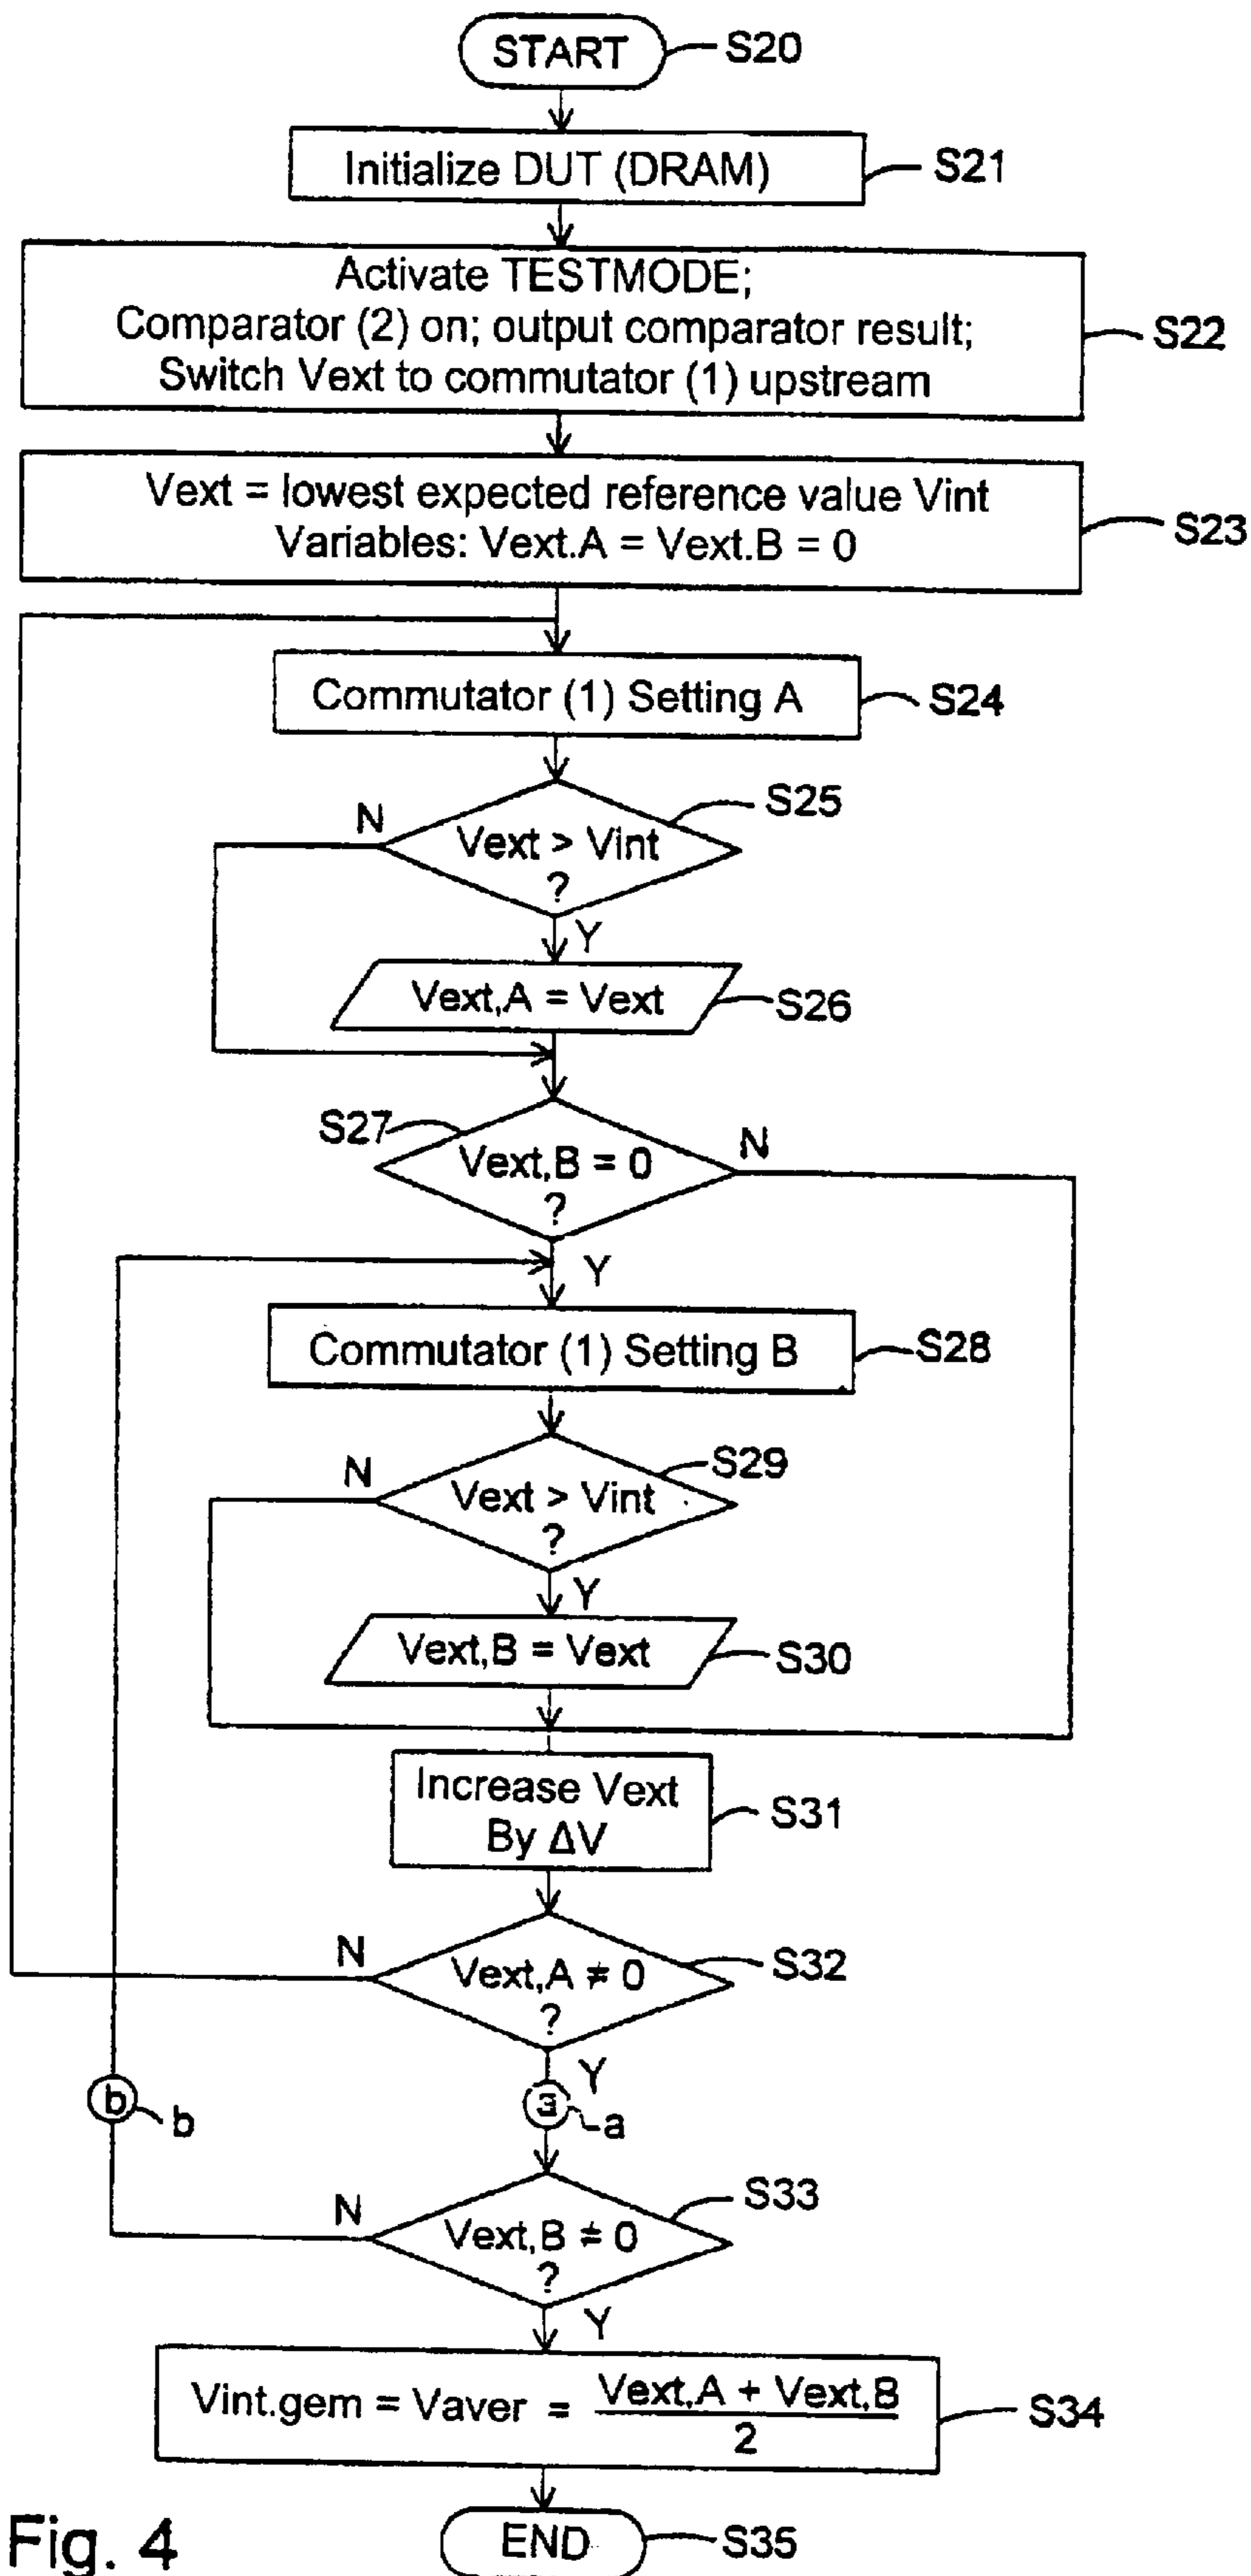 START
S20
Initialize DUT (DRAM)
S21
Activate TESTMODE;
Comparator (2) on; output comparator result;
Switch Vext to commutator (1) upstream
S22
Vext = lowest expected reference value Vint
Variables: Vext.A = Vext.B = 0
S23
Commutator (1) Setting A
S24
N
Vext > Vint
?
S25
Y
Vext,A = Vext
S26
S27
Vext,B = 0
?
N
Y
Commutator (1) Setting B
S28
N
Vext > Vint
?
S29
Y
Vext,B = Vext
S30
Increase Vext
By ΔV
S31
N
Vext,A ≠ 0
?
S32
Y
b
b
a
a
N
Vext,B ≠ 0
?
S33
Y
Vint.gem = Vaver = Vext,A + Vext,B
2
S34
END
S35
Fig. 4